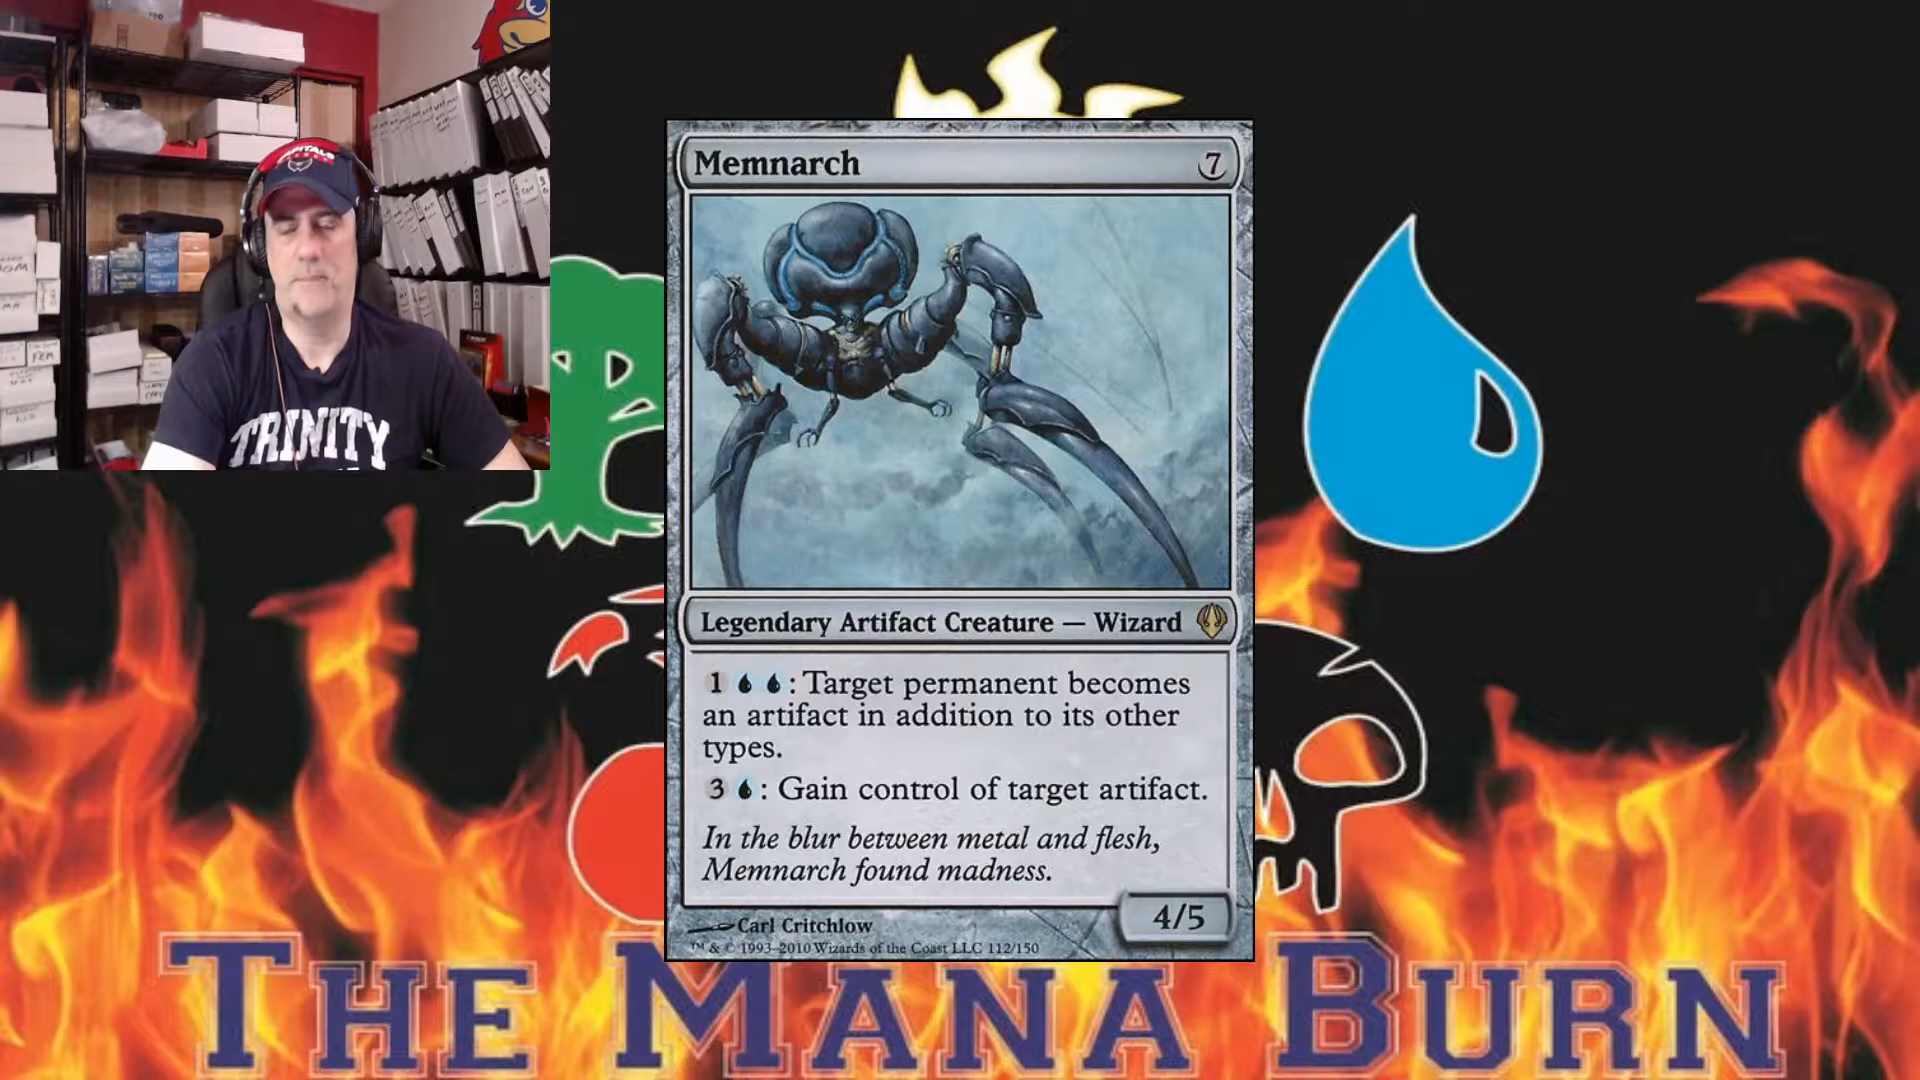 CAPITALS
TRINITY
FEM
Memnarch 7
Legendary Artifact Creature — Wizard
1 : Target permanent becomes
an artifact in addition to its other
types.
3 : Gain control of target artifact.
In the blur between metal and flesh,
Memnarch found madness.
4/5
Carl Critchlow
™ & © 1993–2010 Wizards of the Coast LLC 112/150
THE MANA BURN